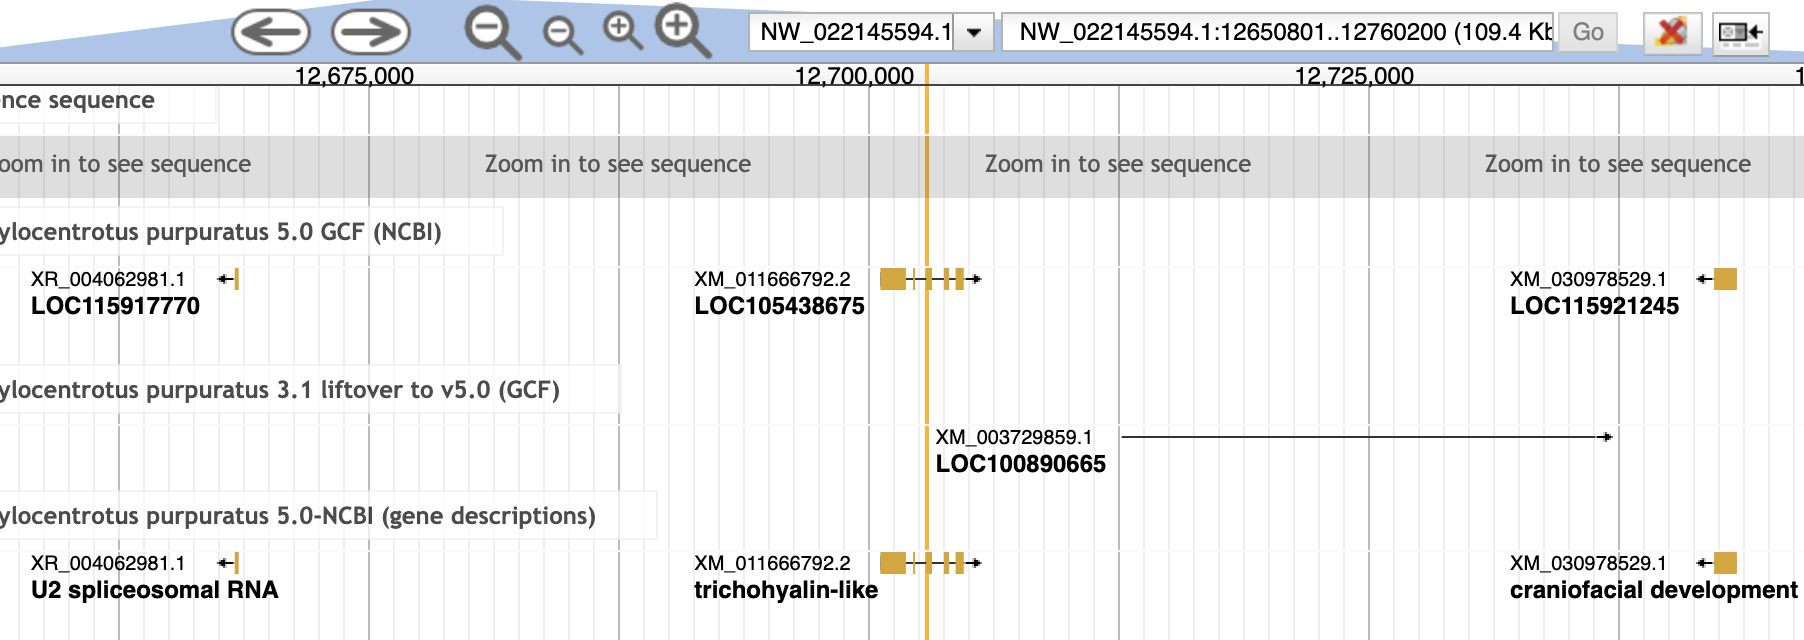 NW_022145594.1 NW_022145594.1:12650801..12760200 (109.4 Kb Go
12,675,000 12,700,000 12,725,000 1
nce sequence
oom in to see sequence Zoom in to see sequence Zoom in to see sequence Zoom in to see sequence
ylocentrotus purpuratus 5.0 GCF (NCBI)
XR_004062981.1 XM_011666792.2 XM_030978529.1
LOC115917770 LOC105438675 LOC115921245
ylocentrotus purpuratus 3.1 liftover to v5.0 (GCF)
XM_003729859.1
LOC100890665
ylocentrotus purpuratus 5.0-NCBI (gene descriptions)
XR_004062981.1 XM_011666792.2 XM_030978529.1
U2 spliceosomal RNA trichohyalin-like craniofacial development